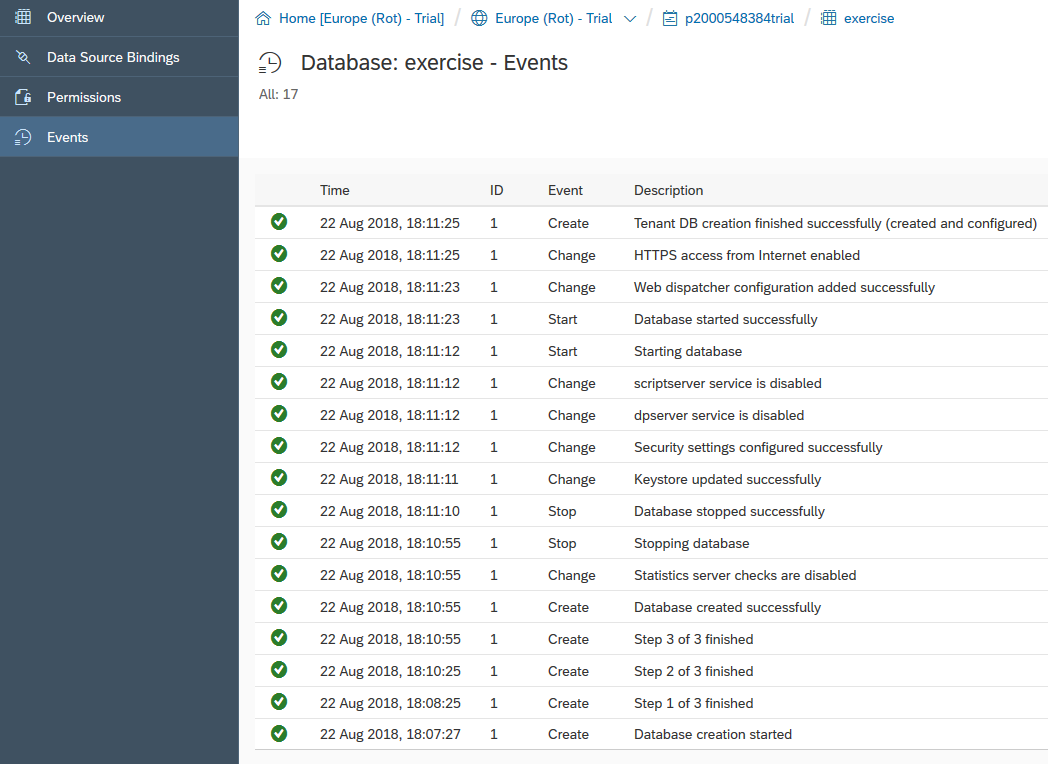 Overview
Data Source Bindings
Permissions
Events
Home [Europe (Rot) - Trial] / Europe (Rot) - Trial / p2000548384trial / exercise
Database: exercise - Events
All: 17
Time ID Event Description
22 Aug 2018, 18:11:25 1 Create Tenant DB creation finished successfully (created and configured)
22 Aug 2018, 18:11:25 1 Change HTTPS access from Internet enabled
22 Aug 2018, 18:11:23 1 Change Web dispatcher configuration added successfully
22 Aug 2018, 18:11:23 1 Start Database started successfully
22 Aug 2018, 18:11:12 1 Start Starting database
22 Aug 2018, 18:11:12 1 Change scriptserver service is disabled
22 Aug 2018, 18:11:12 1 Change dpserver service is disabled
22 Aug 2018, 18:11:12 1 Change Security settings configured successfully
22 Aug 2018, 18:11:11 1 Change Keystore updated successfully
22 Aug 2018, 18:11:10 1 Stop Database stopped successfully
22 Aug 2018, 18:10:55 1 Stop Stopping database
22 Aug 2018, 18:10:55 1 Change Statistics server checks are disabled
22 Aug 2018, 18:10:55 1 Create Database created successfully
22 Aug 2018, 18:10:55 1 Create Step 3 of 3 finished
22 Aug 2018, 18:10:25 1 Create Step 2 of 3 finished
22 Aug 2018, 18:08:25 1 Create Step 1 of 3 finished
22 Aug 2018, 18:07:27 1 Create Database creation started